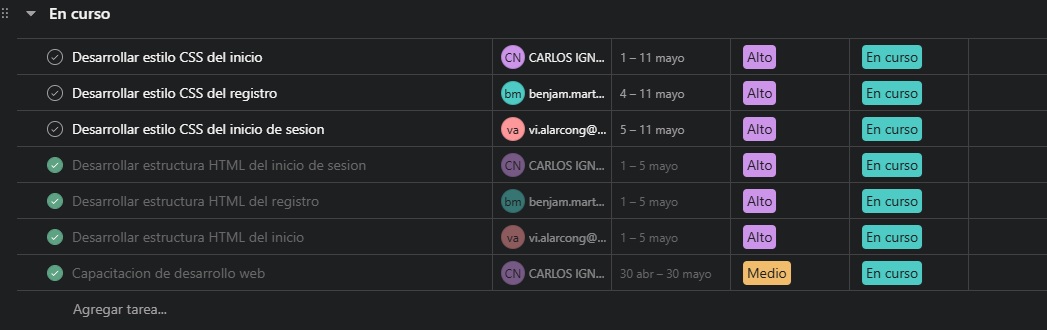 En curso
Desarrollar estilo CSS del inicio CN CARLOS IGN... 1 – 11 mayo Alto En curso
Desarrollar estilo CSS del registro bm benjam.mart... 4 – 11 mayo Alto En curso
Desarrollar estilo CSS del inicio de sesion va vi.alarcong@... 5 – 11 mayo Alto En curso
Desarrollar estructura HTML del inicio de sesion CN CARLOS IGN... 1 – 5 mayo Alto En curso
Desarrollar estructura HTML del registro bm benjam.mart... 1 – 5 mayo Alto En curso
Desarrollar estructura HTML del inicio va vi.alarcong@... 1 – 5 mayo Alto En curso
Capacitacion de desarrollo web CN CARLOS IGN... 30 abr – 30 mayo Medio En curso
Agregar tarea...